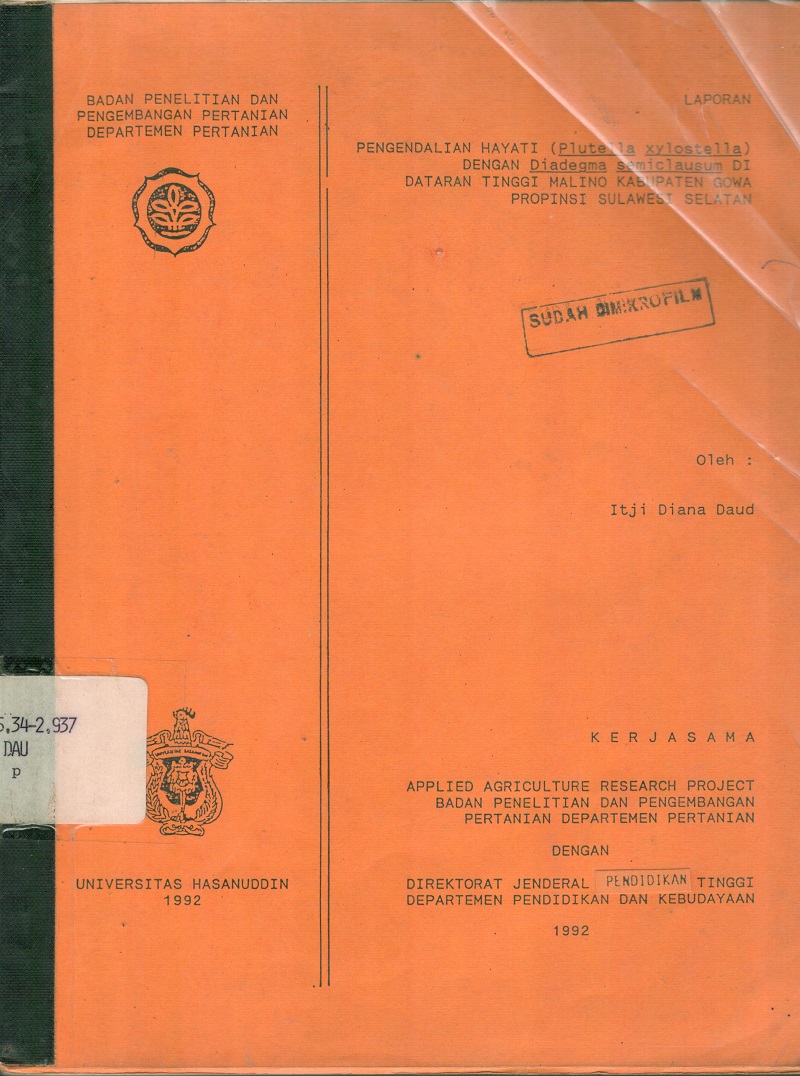 BADAN PENELITIAN DAN
PENGEMBANGAN PERTANIAN
DEPARTEMEN PERTANIAN
LAPORAN
PENGENDALIAN HAYATI (Plutella xylostella)
DENGAN Diadegma semiclausum DI
DATARAN TINGGI MALINO KABUPATEN GOWA
PROPINSI SULAWESI SELATAN
SUDAH DIMIKROFILM
Oleh :
Itji Diana Daud
5.34-2.937
DAU
p
UNIVERSITAS HASANUDDIN
1992
K E R J A S A M A
APPLIED AGRICULTURE RESEARCH PROJECT
BADAN PENELITIAN DAN PENGEMBANGAN
PERTANIAN DEPARTEMEN PERTANIAN
DENGAN
DIREKTORAT JENDERAL PENDIDIKAN TINGGI
DEPARTEMEN PENDIDIKAN DAN KEBUDAYAAN
1992